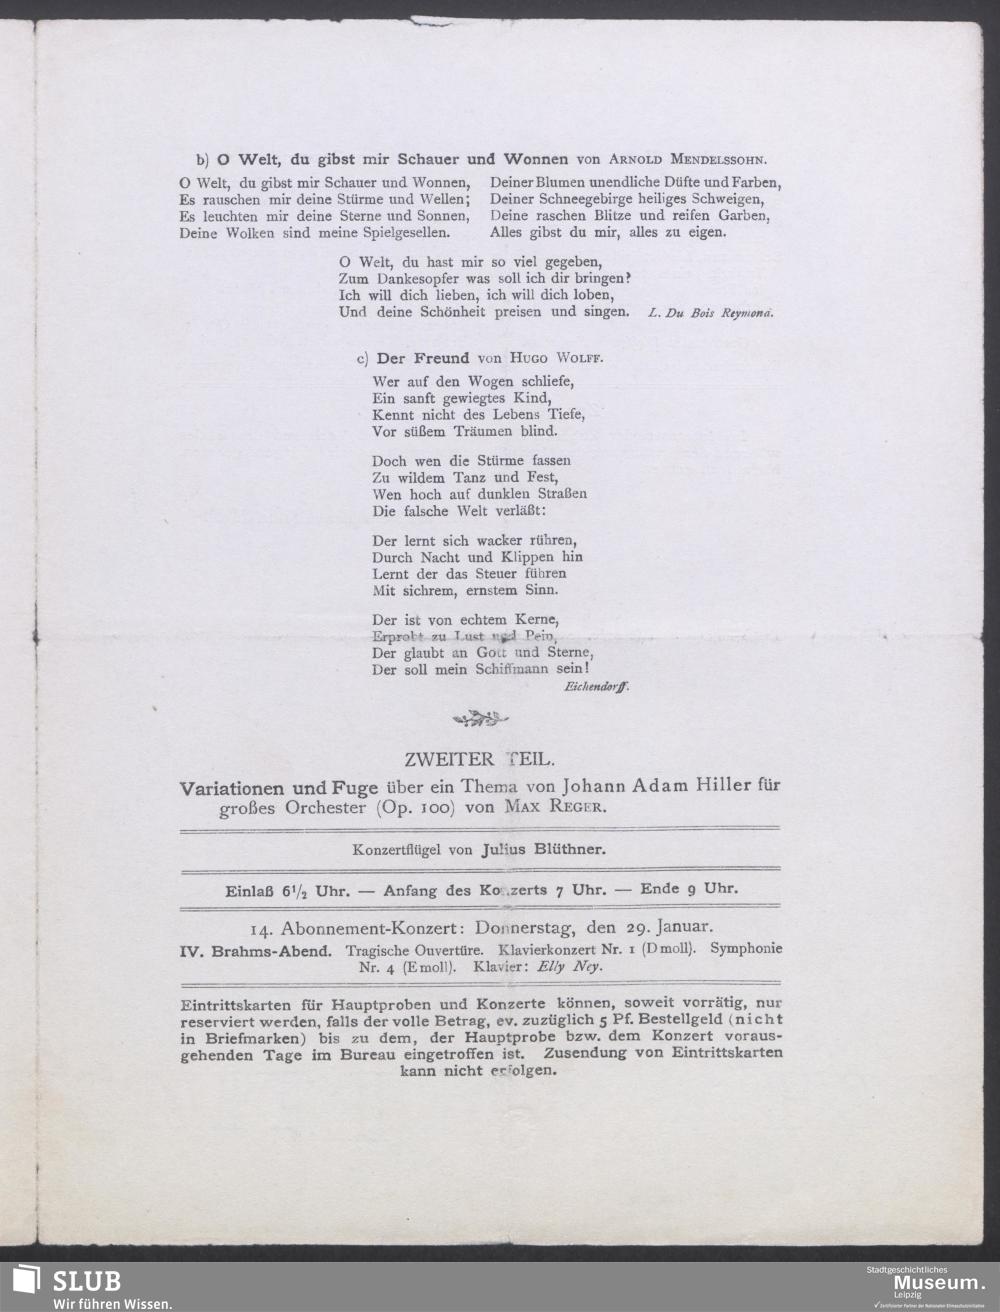 b) O Welt, du gibst mir Schauer und Wonnen von Arnold Mendelssohn.
O Welt, du gibst mir Schauer und Wonnen,
Es rauschen mir deine Stürme und Wellen;
Es leuchten mir deine Sterne und Sonnen,
Deine Wolken sind meine Spielgesellen.
Deiner Blumen unendliche Düfte und Farben,
Deiner Schneegebirge heiliges Schweigen,
Deine raschen Blitze und reifen Garben,
Alles gibst du mir, alles zu eigen.
O Welt, du hast mir so viel gegeben,
Zum Dankesopfer was soll ich dir bringen?
Ich will dich lieben, ich will dich loben,
Und deine Schönheit preisen und singen. L. Du Bois Reymond.
c) Der Freund von Hugo Wolff.
Wer auf den Wogen schliefe,
Ein sanft gewiegtes Kind,
Kennt nicht des Lebens Tiefe,
Vor süßem Träumen blind.
Doch wen die Stürme fassen
Zu wildem Tanz und Fest,
Wen hoch auf dunklen Straßen
Die falsche Welt verläßt:
Der lernt sich wacker rühren,
Durch Nacht und Klippen hin
Lernt der das Steuer führen
Mit sichrem, ernstem Sinn.
Der ist von echtem Kerne,
Erprobt zu Lust und Pein,
Der glaubt an Gott und Sterne,
Der soll mein Schiffmann sein!
Eichendorff.
ZWEITER TEIL.
Variationen und Fuge über ein Thema von Johann Adam Hiller für
großes Orchester (Op. 100) von Max Reger.
Konzertflügel von Julius Blüthner.
Einlaß 6½ Uhr. — Anfang des Konzerts 7 Uhr. — Ende 9 Uhr.
14. Abonnement-Konzert: Donnerstag, den 29. Januar.
IV. Brahms-Abend. Tragische Ouvertüre. Klavierkonzert Nr. 1 (D moll). Symphonie
Nr. 4 (E moll). Klavier: Elly Ney.
Eintrittskarten für Hauptproben und Konzerte können, soweit vorrätig, nur
reserviert werden, falls der volle Betrag, ev. zuzüglich 5 Pf. Bestellgeld (nicht
in Briefmarken) bis zu dem, der Hauptprobe bzw. dem Konzert voraus-
gehenden Tage im Bureau eingetroffen ist. Zusendung von Eintrittskarten
kann nicht erfolgen.
SLUB
Wir führen Wissen.
Stadtgeschichtliches
Museum.
Leipzig
Zertifizierter Partner der Nationalen Klimaschutzinitiative